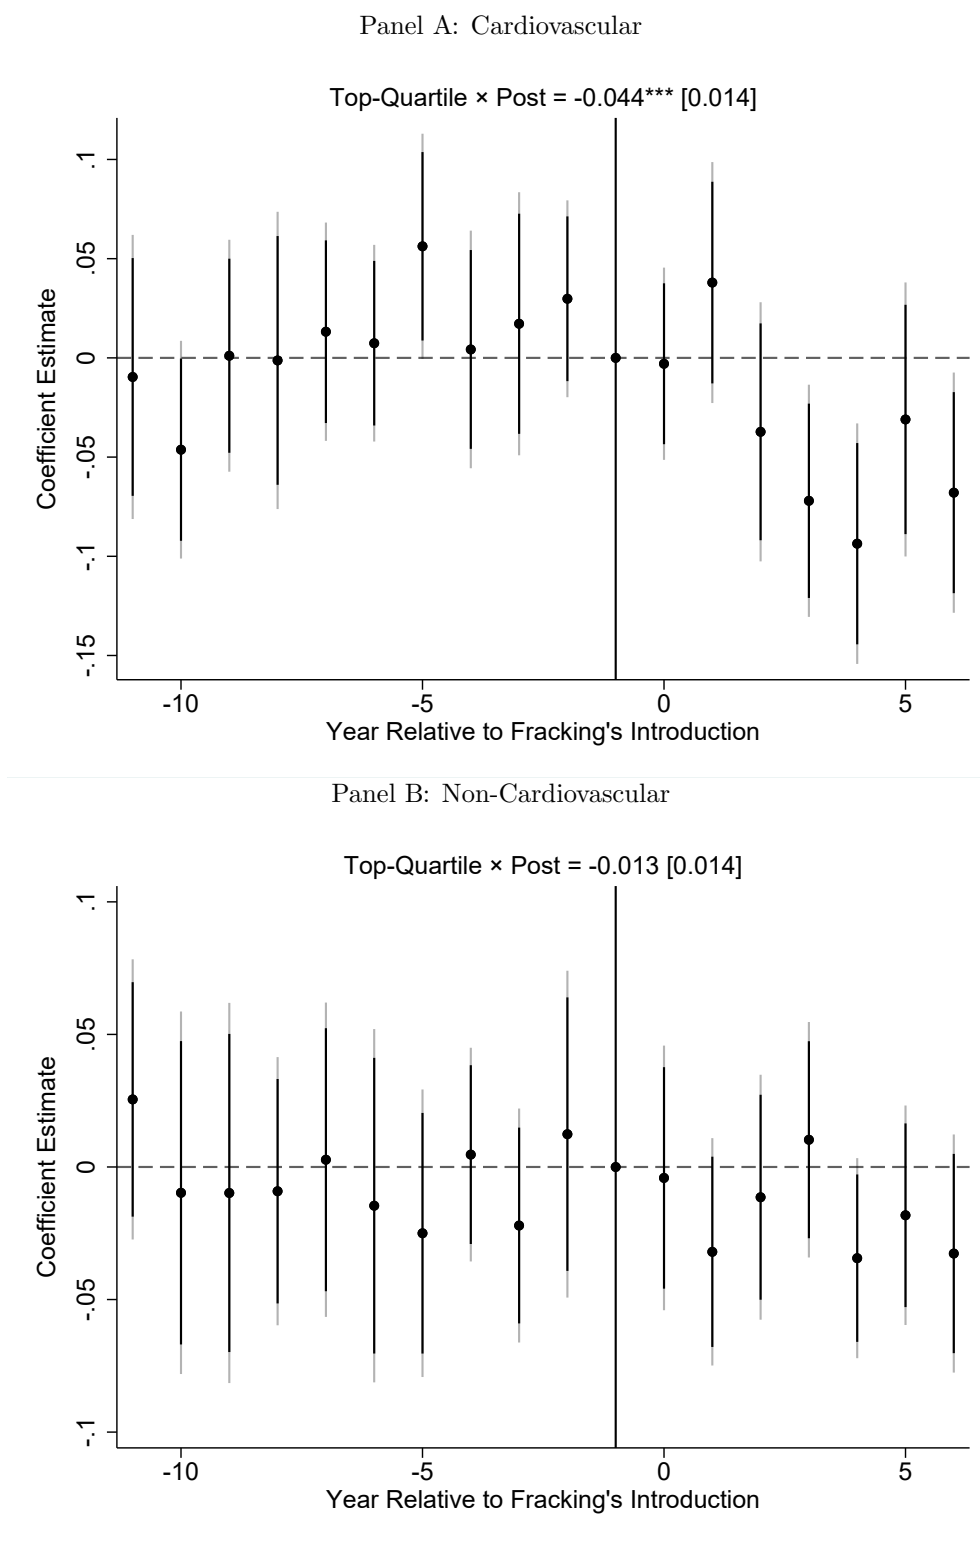 Panel A: Cardiovascular
Top-Quartile × Post = -0.044*** [0.014]
Coefficient Estimate
.1
.05
0
-.05
-.1
-.15
-10 -5 0 5
Year Relative to Fracking's Introduction
Panel B: Non-Cardiovascular
Top-Quartile × Post = -0.013 [0.014]
Coefficient Estimate
.1
.05
0
-.05
-.1
-10 -5 0 5
Year Relative to Fracking's Introduction